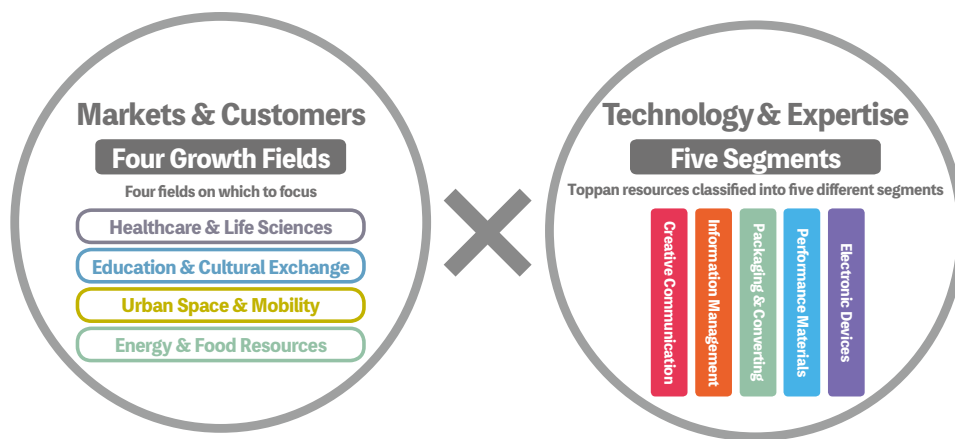 Markets & Customers
Four Growth Fields
Four fields on which to focus
Healthcare & Life Sciences
Education & Cultural Exchange
Urban Space & Mobility
Energy & Food Resources
Technology & Expertise
Five Segments
Toppan resources classified into five different segments
Creative Communication
Information Management
Packaging & Converting
Performance Materials
Electronic Devices